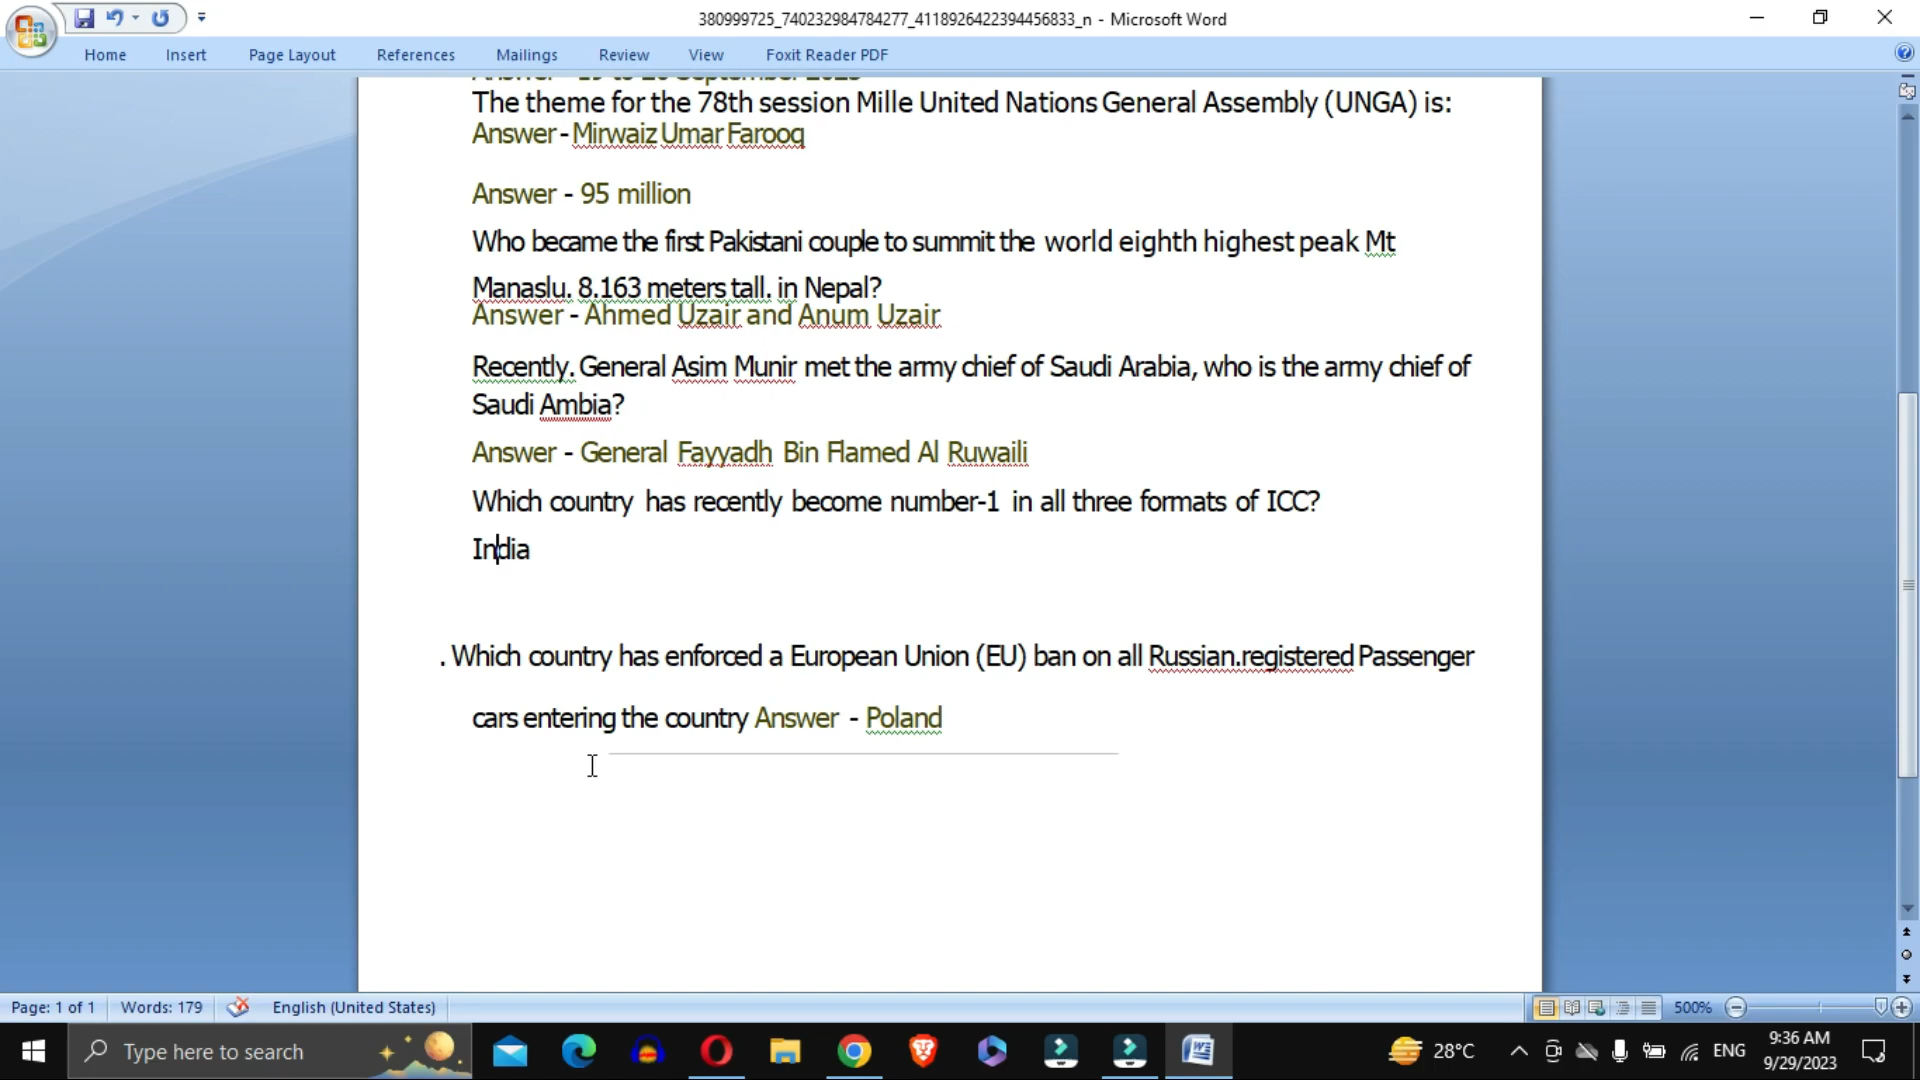 380999725_740232984784277_4118926422394456833_n - Microsoft Word
Home Insert Page Layout References Mailings Review View Foxit Reader PDF
Answer - 19 to 26 September 2023
The theme for the 78th session Mille United Nations General Assembly (UNGA) is:
Answer - Mirwaiz Umar Farooq
Answer - 95 million
Who became the first Pakistani couple to summit the world eighth highest peak Mt
Manaslu. 8.163 meters tall. in Nepal?
Answer - Ahmed Uzair and Anum Uzair
Recently. General Asim Munir met the army chief of Saudi Arabia, who is the army chief of
Saudi Ambia?
Answer - General Fayyadh Bin Flamed Al Ruwaili
Which country has recently become number-1 in all three formats of ICC?
India
. Which country has enforced a European Union (EU) ban on all Russian.registered Passenger
cars entering the country Answer - Poland
Page: 1 of 1 Words: 179 English (United States) 500%
Type here to search 28°C ENG 9:36 AM
9/29/2023